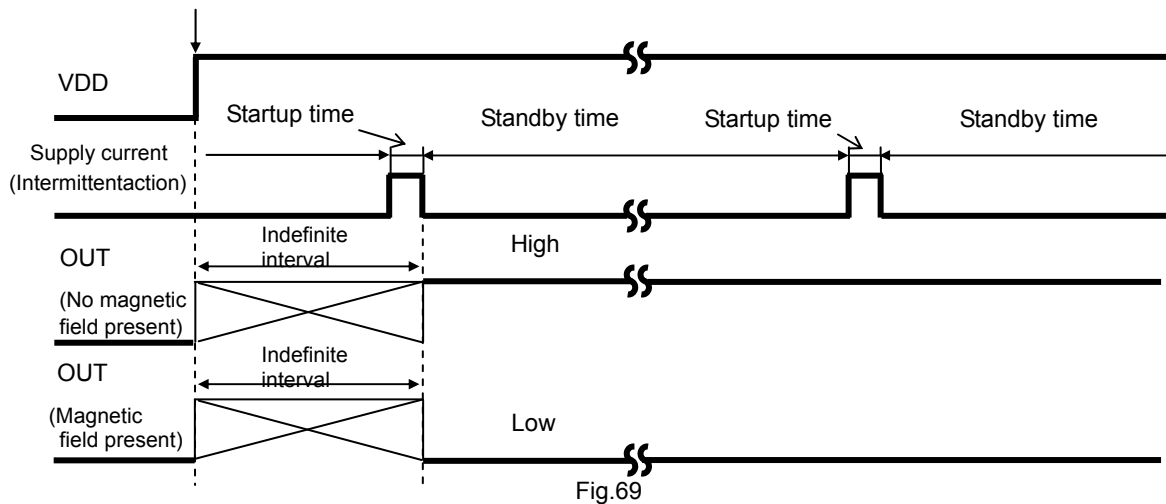 VDD
Startup time
Standby time
Startup time
Standby time
Supply current
(Intermittentaction)
Indefinite
interval
High
OUT
(No magnetic
field present)
Indefinite
interval
OUT
(Magnetic
field present)
Low
Fig.69